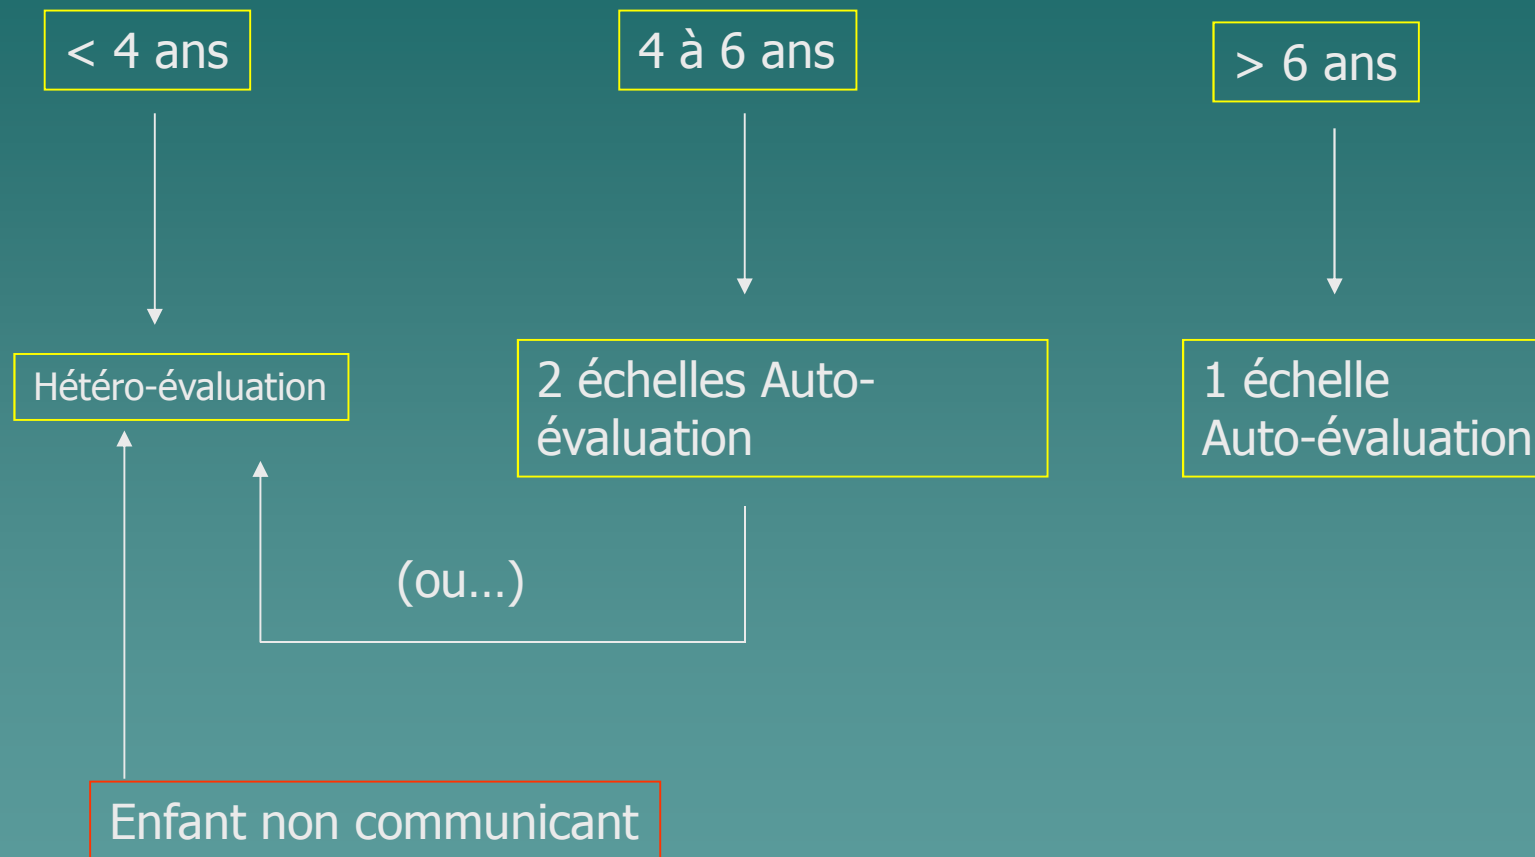 < 4 ans
4 à 6 ans
> 6 ans
Hétéro-évaluation
2 échelles Auto-
évaluation
1 échelle
Auto-évaluation
(ou...)
Enfant non communicant